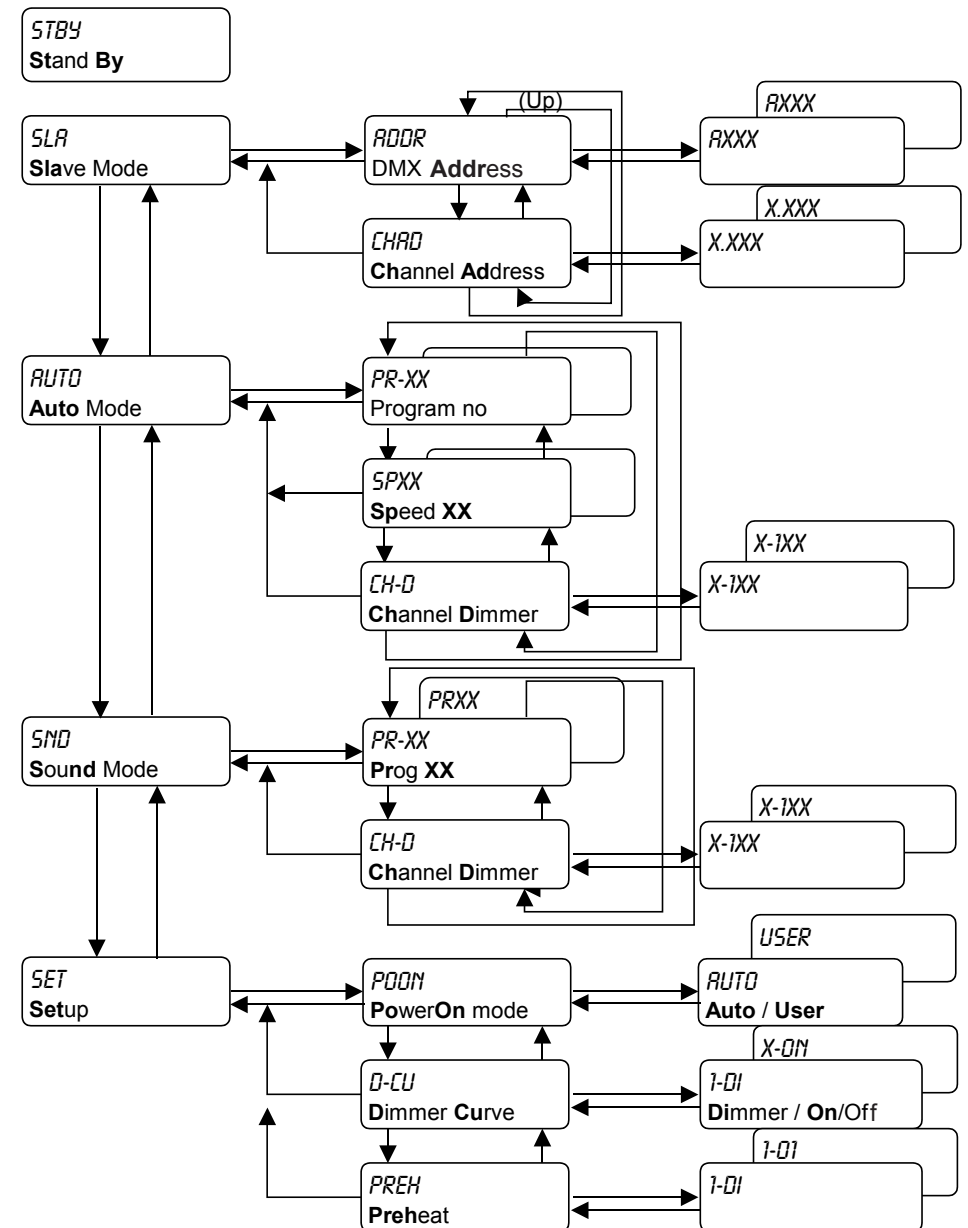 STBY
Stand By
(Up)
AXXX
SLA
Slave Mode
ADDR
DMX Address
AXXX
X.XXX
CHAD
Channel Address
X.XXX
AUTO
Auto Mode
PR-XX
Program no
SPXX
Speed XX
X-1XX
CH-D
Channel Dimmer
X-1XX
PRXX
SND
Sound Mode
PR-XX
Prog XX
X-1XX
CH-D
Channel Dimmer
X-1XX
USER
SET
Setup
POON
PowerOn mode
AUTO
Auto / User
X-ON
D-CU
Dimmer Curve
1-DI
Dimmer / On/Off
1-01
PREH
Preheat
1-DI